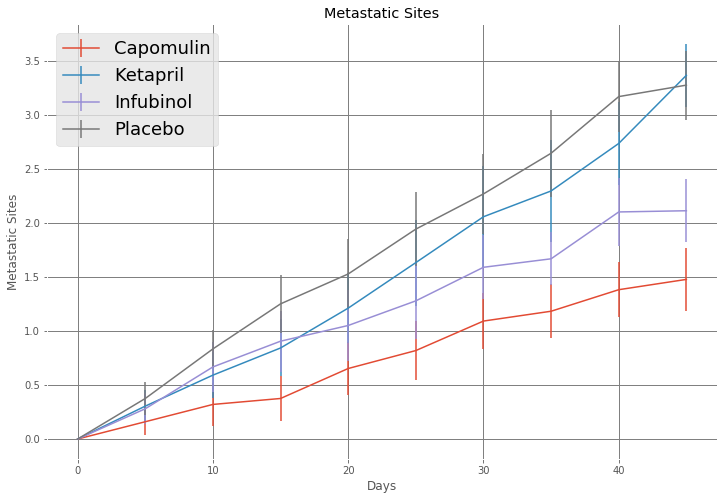 Metastatic Sites
Capomulin
Ketapril
Infubinol
Placebo
3.5
3.0
2.5
2.0
1.5
1.0
0.5
0.0
Metastatic Sites
0 10 20 30 40
Days